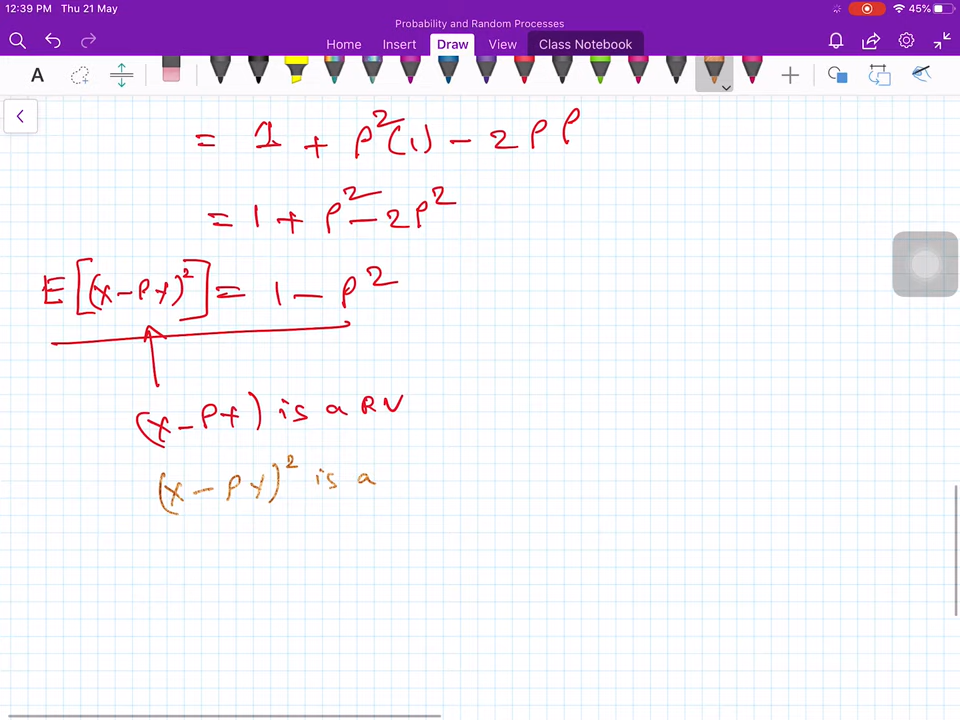 12:39 PM Thu 21 May
45%
Probability and Random Processes
Home Insert Draw View Class Notebook
A
= 1 + ρ²(1) − 2ρρ
= 1 + ρ² − 2ρ²
E[(X−ρY)²] = 1 − ρ²
(X−ρY) is a RV
(X−ρY)² is a